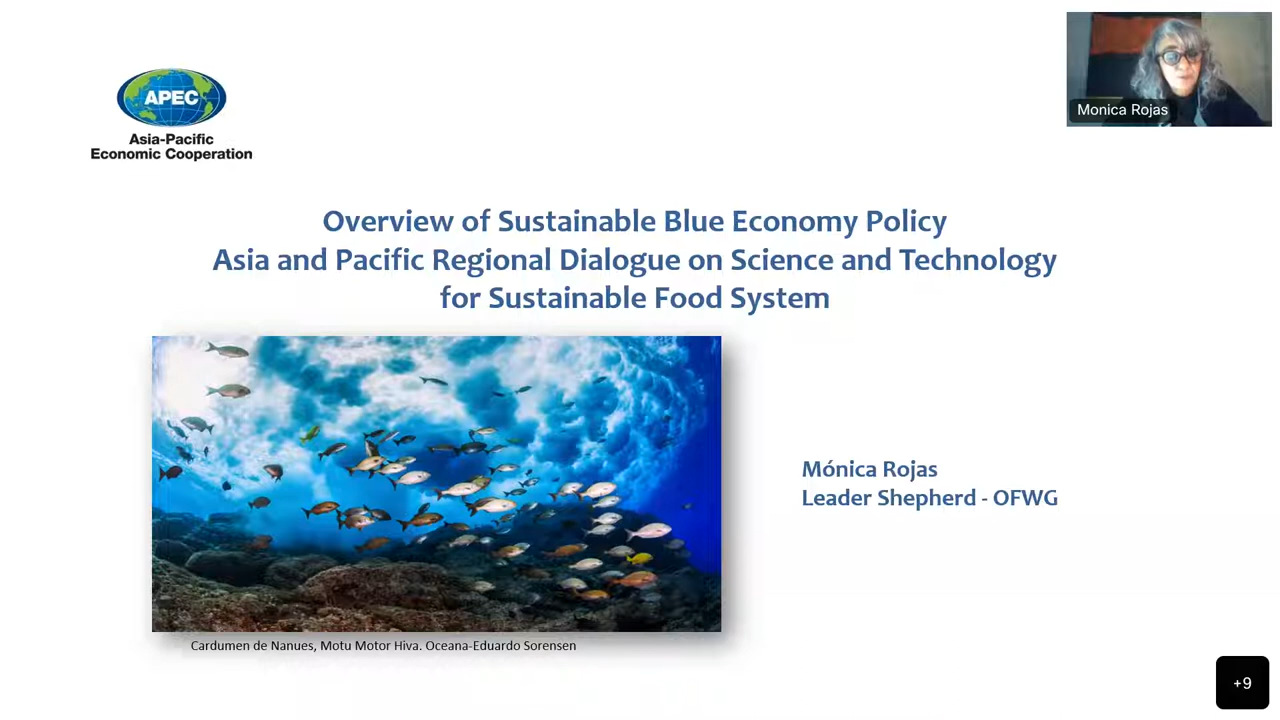 APEC
Asia-Pacific
Economic Cooperation
Monica Rojas
Overview of Sustainable Blue Economy Policy
Asia and Pacific Regional Dialogue on Science and Technology
for Sustainable Food System
Mónica Rojas
Leader Shepherd - OFWG
Cardumen de Nanues, Motu Motor Hiva. Oceana-Eduardo Sorensen
+9